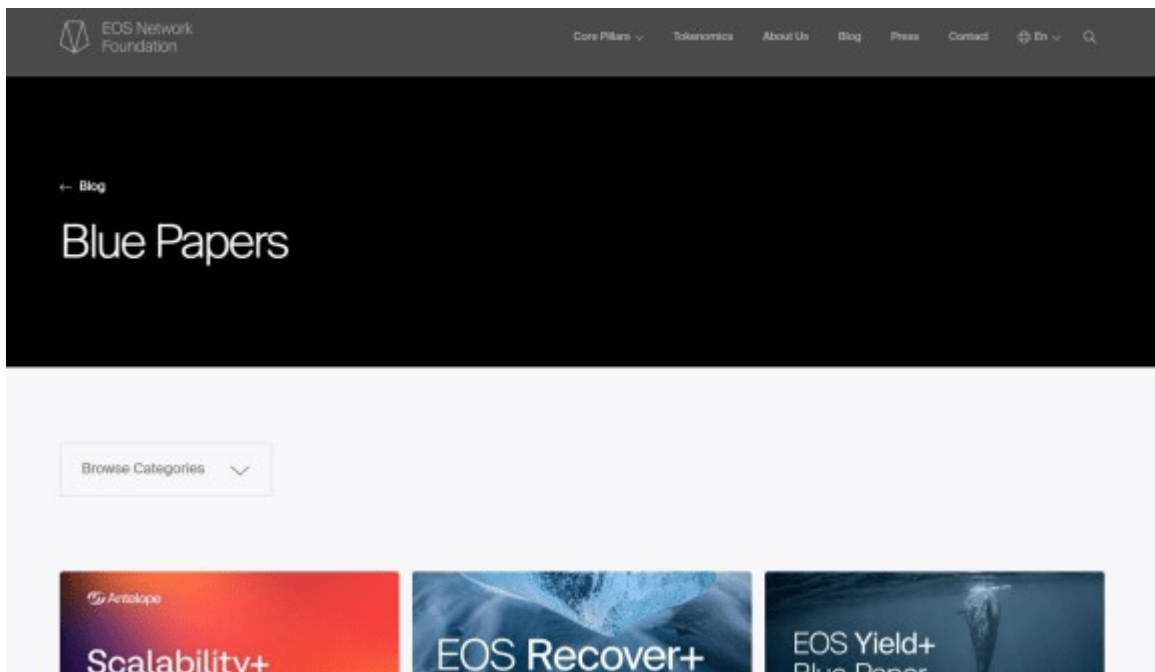 EOS Network
Foundation
Core Pillars
Tokenomics
About Us
Blog
Press
Contact
En
← Blog
Blue Papers
Browse Categories
Antelope
Scalability+
EOS Recover+
EOS Yield+
Blue Paper